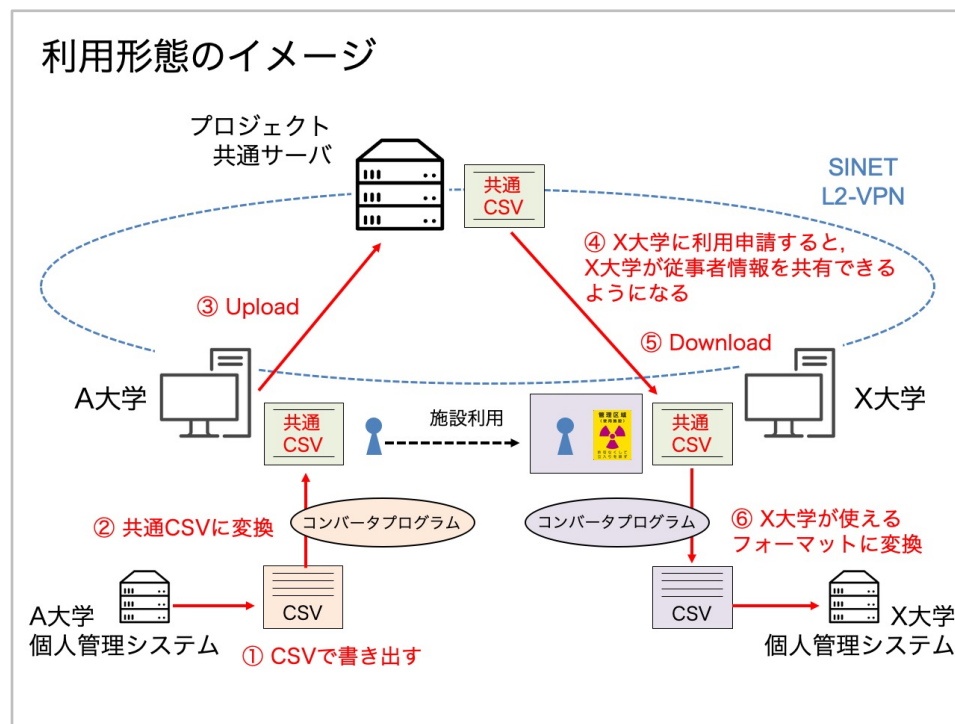 利用形態のイメージ
プロジェクト
共通サーバ
共通
CSV
SINET
L2-VPN
④ X大学に利用申請すると,
X大学が従事者情報を共有できる
ようになる
③ Upload
⑤ Download
A大学
X大学
共通
CSV
施設利用
管理区域
共通
CSV
② 共通CSVに変換
コンバータプログラム
コンバータプログラム
⑥ X大学が使える
フォーマットに変換
A大学
個人管理システム
CSV
CSV
X大学
個人管理システム
① CSVで書き出す